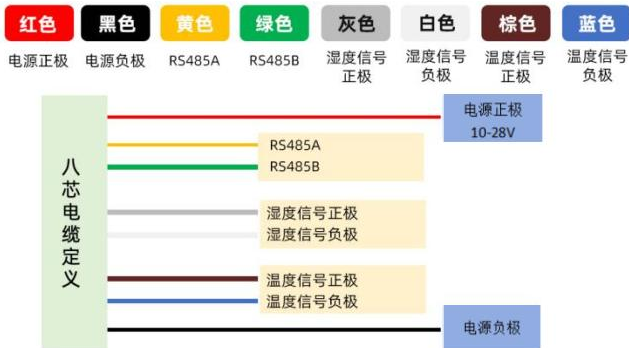 红色 黑色 黄色 绿色 灰色 白色 棕色 蓝色
电源正极 电源负极 RS485A RS485B 湿度信号正极 湿度信号负极 温度信号正极 温度信号负极
八芯电缆定义
电源正极
10-28V
RS485A
RS485B
湿度信号正极
湿度信号负极
温度信号正极
温度信号负极
电源负极